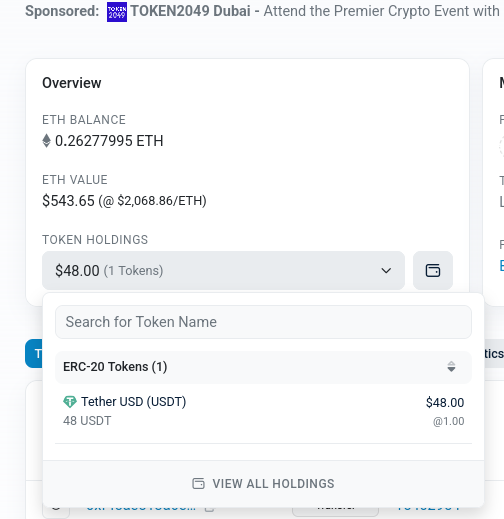 Sponsored: TOKEN 2049 TOKEN2049 Dubai - Attend the Premier Crypto Event with
Overview
ETH BALANCE
0.26277995 ETH
ETH VALUE
$543.65 (@ $2,068.86/ETH)
TOKEN HOLDINGS
$48.00 (1 Tokens)
Search for Token Name
ERC-20 Tokens (1)
Tether USD (USDT) $48.00
48 USDT @1.00
VIEW ALL HOLDINGS